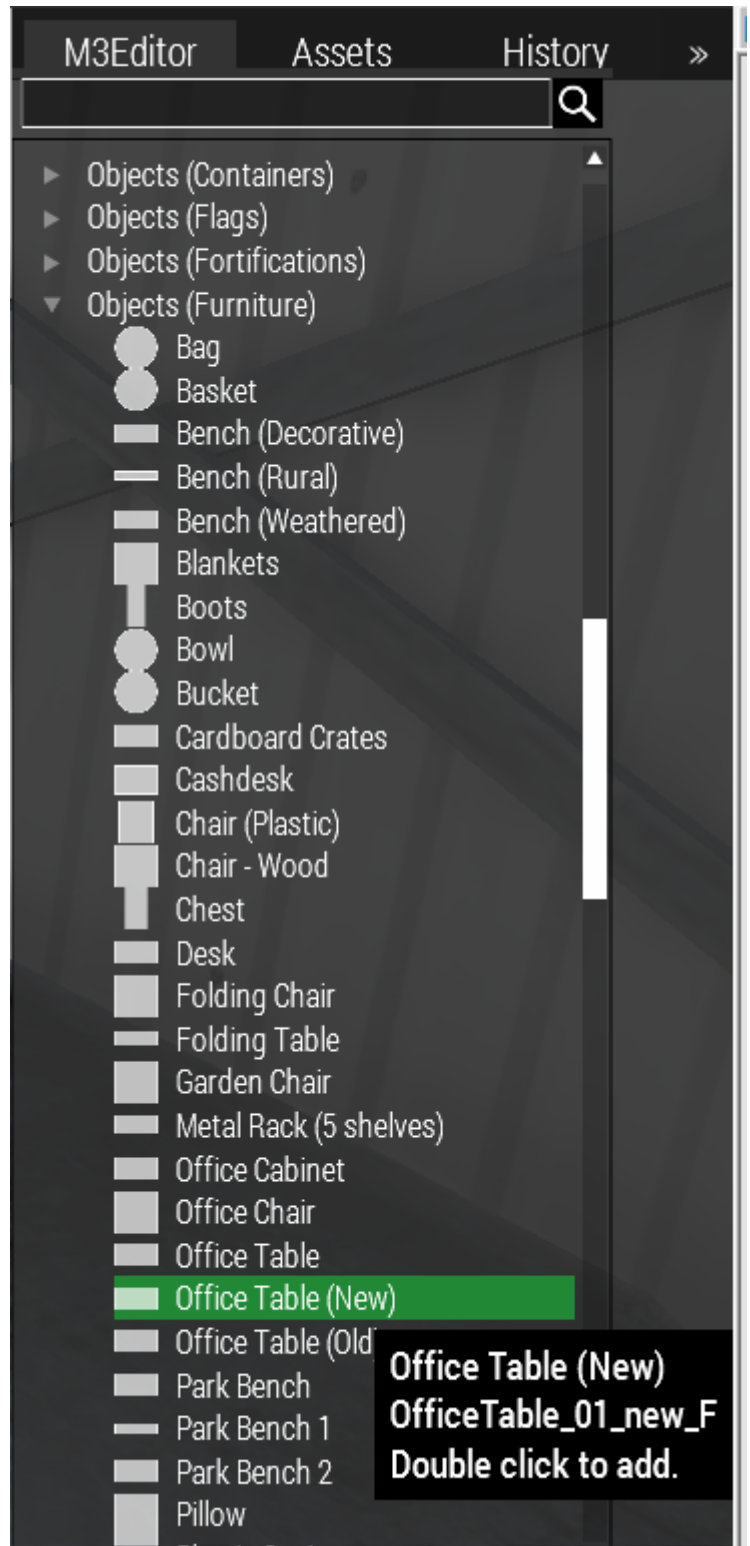 M3Editor Assets History »
Objects (Containers)
Objects (Flags)
Objects (Fortifications)
Objects (Furniture)
Bag
Basket
Bench (Decorative)
Bench (Rural)
Bench (Weathered)
Blankets
Boots
Bowl
Bucket
Cardboard Crates
Cashdesk
Chair (Plastic)
Chair - Wood
Chest
Desk
Folding Chair
Folding Table
Garden Chair
Metal Rack (5 shelves)
Office Cabinet
Office Chair
Office Table
Office Table (New)
Office Table (Old)
Park Bench
Park Bench 1
Park Bench 2
Pillow
Office Table (New)
OfficeTable_01_new_F
Double click to add.